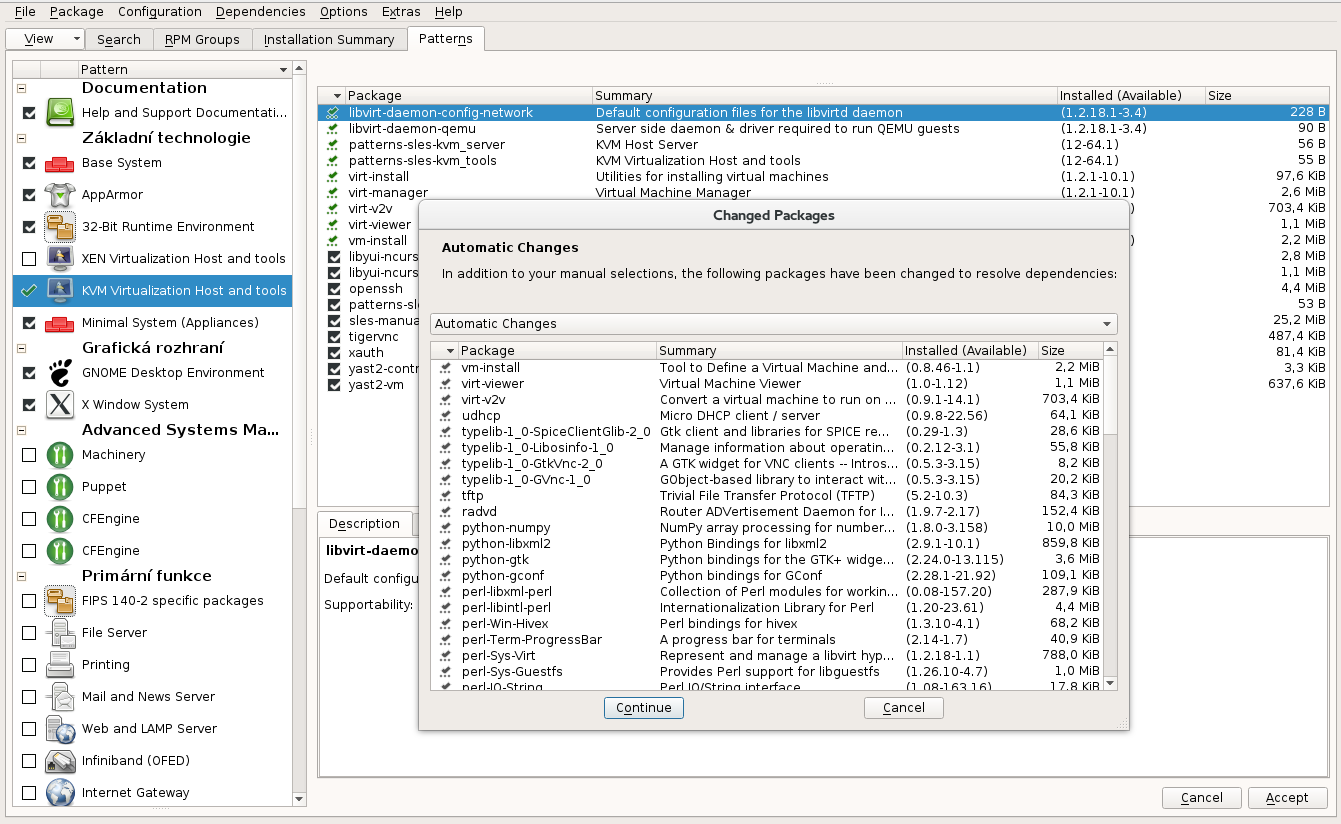 File Package Configuration Dependencies Options Extras Help
View Search RPM Groups Installation Summary Patterns
Pattern
Documentation
Help and Support Documentati...
Základní technologie
Base System
AppArmor
32-Bit Runtime Environment
XEN Virtualization Host and tools
KVM Virtualization Host and tools
Minimal System (Appliances)
Grafická rozhraní
GNOME Desktop Environment
X Window System
Advanced Systems Ma...
Machinery
Puppet
CFEngine
CFEngine
Primární funkce
FIPS 140-2 specific packages
File Server
Printing
Mail and News Server
Web and LAMP Server
Infiniband (OFED)
Internet Gateway
Package Summary Installed (Available) Size
libvirt-daemon-config-network Default configuration files for the libvirtd daemon (1.2.18.1-3.4) 228 B
libvirt-daemon-qemu Server side daemon & driver required to run QEMU guests (1.2.18.1-3.4) 90 B
patterns-sles-kvm_server KVM Host Server (12-64.1) 56 B
patterns-sles-kvm_tools KVM Virtualization Host and tools (12-64.1) 55 B
virt-install Utilities for installing virtual machines (1.2.1-10.1) 97,6 KiB
virt-manager Virtual Machine Manager (1.2.1-10.1) 2,6 MiB
virt-v2v ) 703,4 KiB
virt-viewer 1,1 MiB
vm-install ) 2,2 MiB
libyui-ncurs 2,8 MiB
libyui-ncurs 1,1 MiB
openssh 4,4 MiB
patterns-sle 53 B
sles-manua 25,2 MiB
tigervnc 487,4 KiB
xauth 81,4 KiB
yast2-contr 3,3 KiB
yast2-vm 637,6 KiB
Description
libvirt-daemo
Default configu
Supportability:
Changed Packages
Automatic Changes
In addition to your manual selections, the following packages have been changed to resolve dependencies:
Automatic Changes
Package Summary Installed (Available) Size
vm-install Tool to Define a Virtual Machine and... (0.8.46-1.1) 2,2 MiB
virt-viewer Virtual Machine Viewer (1.0-1.12) 1,1 MiB
virt-v2v Convert a virtual machine to run on ... (0.9.1-14.1) 703,4 KiB
udhcp Micro DHCP client / server (0.9.8-22.56) 64,1 KiB
typelib-1_0-SpiceClientGlib-2_0 Gtk client and libraries for SPICE re... (0.29-1.3) 28,6 KiB
typelib-1_0-Libosinfo-1_0 Manage information about operatin... (0.2.12-3.1) 55,8 KiB
typelib-1_0-GtkVnc-2_0 A GTK widget for VNC clients -- Intros... (0.5.3-3.15) 8,2 KiB
typelib-1_0-GVnc-1_0 GObject-based library to interact wit... (0.5.3-3.15) 20,2 KiB
tftp Trivial File Transfer Protocol (TFTP) (5.2-10.3) 84,3 KiB
radvd Router ADVertisement Daemon for I... (1.9.7-2.17) 152,4 KiB
python-numpy NumPy array processing for number... (1.8.0-3.158) 10,0 MiB
python-libxml2 Python Bindings for libxml2 (2.9.1-10.1) 859,8 KiB
python-gtk Python bindings for the GTK+ widge... (2.24.0-13.115) 3,6 MiB
python-gconf Python bindings for GConf (2.28.1-21.92) 109,1 KiB
perl-libxml-perl Collection of Perl modules for workin... (0.08-157.20) 287,9 KiB
perl-libintl-perl Internationalization Library for Perl (1.20-23.61) 4,4 MiB
perl-Win-Hivex Perl bindings for hivex (1.3.10-4.1) 68,2 KiB
perl-Term-ProgressBar A progress bar for terminals (2.14-1.7) 40,9 KiB
perl-Sys-Virt Represent and manage a libvirt hyp... (1.2.18-1.1) 788,0 KiB
perl-Sys-Guestfs Provides Perl support for libguestfs (1.26.10-4.7) 1,0 MiB
perl-IO-String Perl IO/String interface (1.08-163.16) 17,8 KiB
Continue Cancel
Cancel Accept